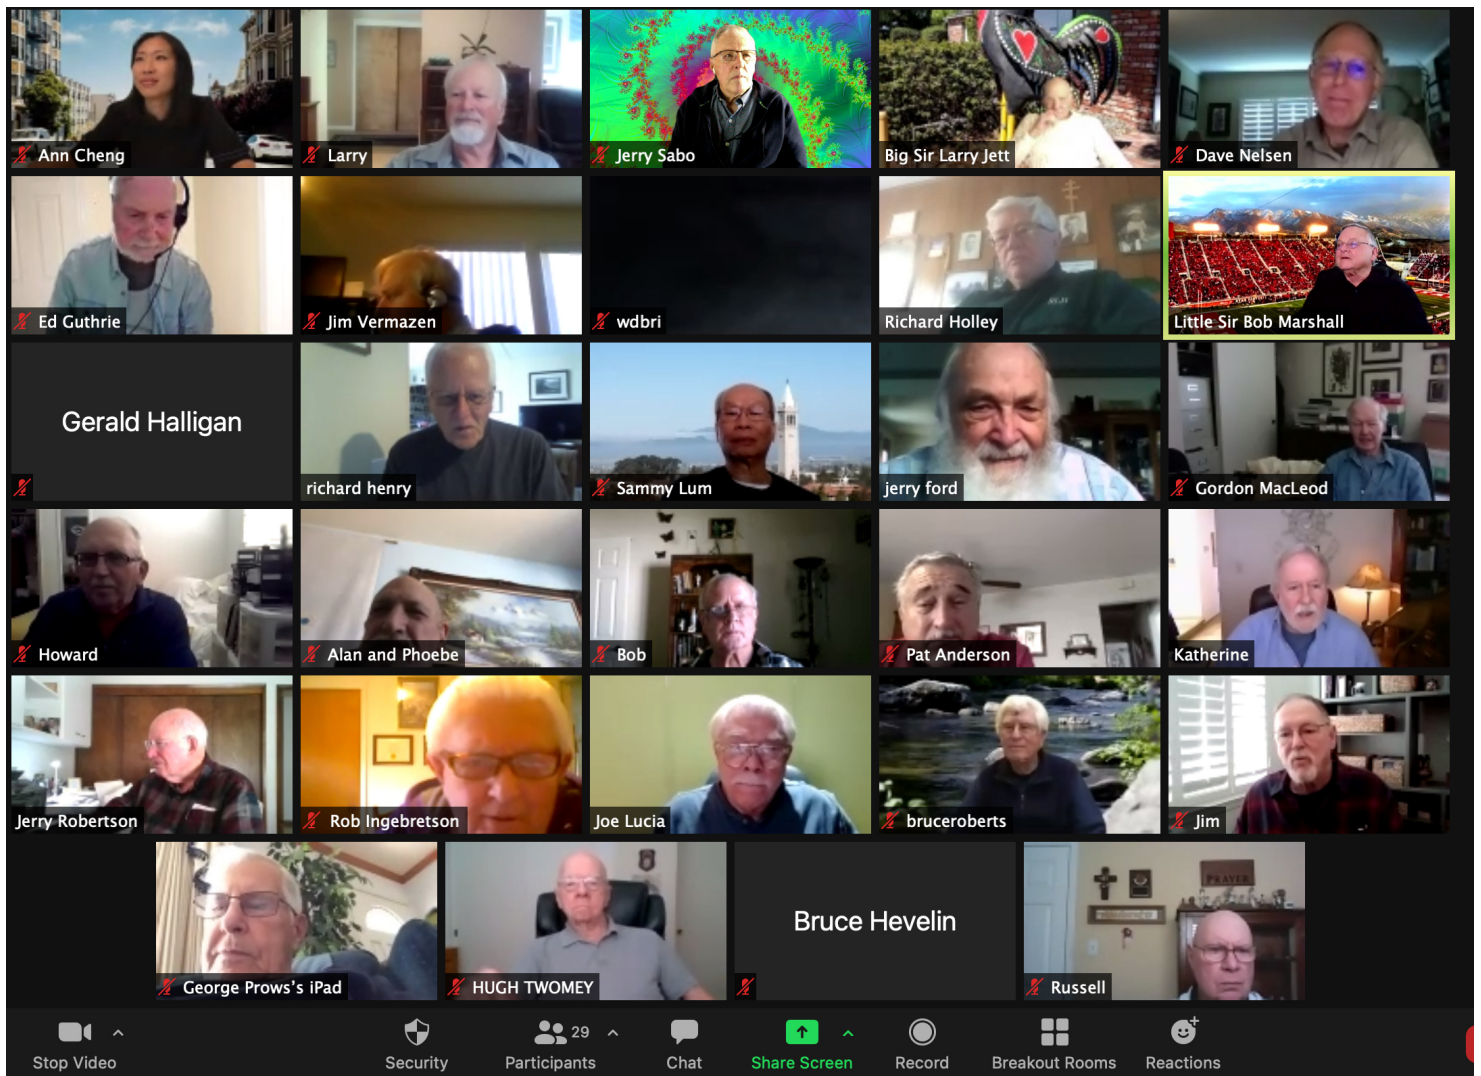 Ann Cheng
Larry
Jerry Sabo
Big Sir Larry Jett
Dave Nelsen
Ed Guthrie
Jim Vermazen
wdbri
Richard Holley
Little Sir Bob Marshall
Gerald Halligan
richard henry
Sammy Lum
jerry ford
Gordon MacLeod
Howard
Alan and Phoebe
Bob
Pat Anderson
Katherine
Jerry Robertson
Rob Ingebretson
Joe Lucia
bruceroberts
Jim
PRAYER
George Prows's iPad
HUGH TWOMEY
Bruce Hevelin
Russell
29
Stop Video
Security
Participants
Chat
Share Screen
Record
Breakout Rooms
Reactions